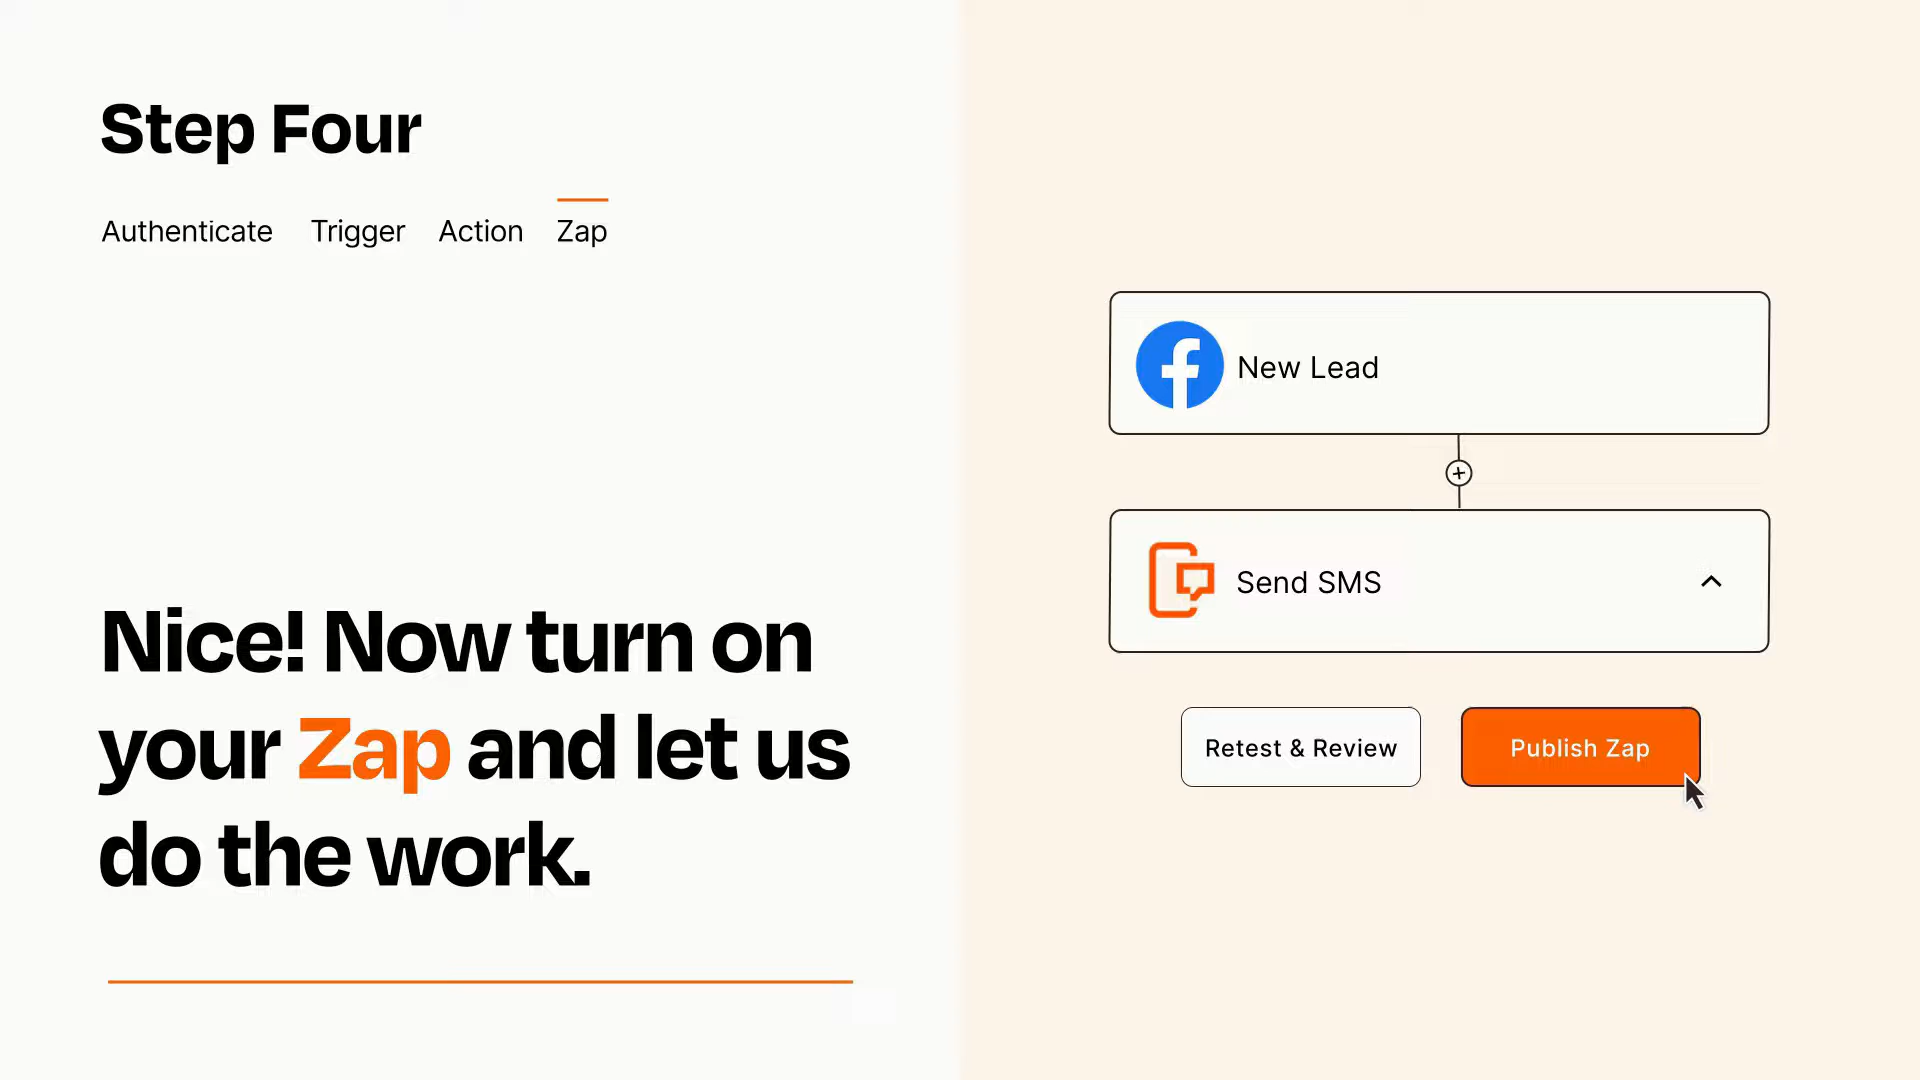 Step Four
Authenticate Trigger Action Zap
Nice! Now turn on
your Zap and let us
do the work.
New Lead
Send SMS
Retest & Review
Publish Zap